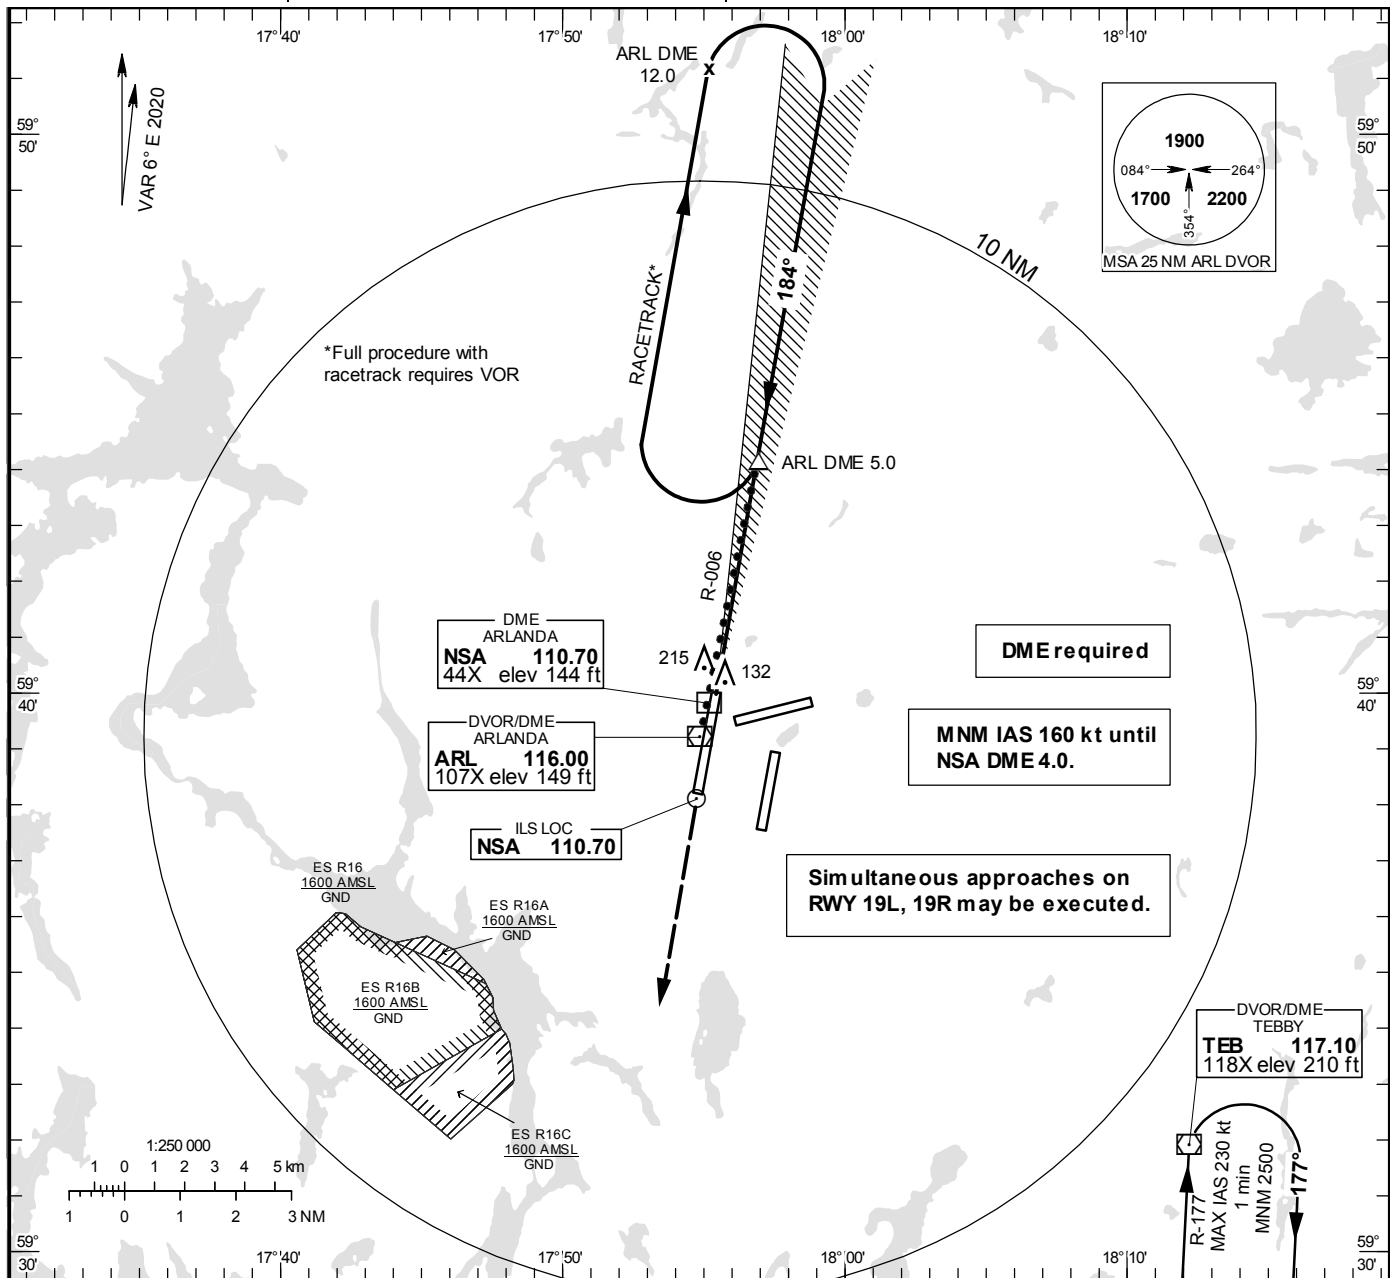 17°40'
17°50'
18°00'
18°10'
ARL DME
12.0
VAR 6° E 2020
59°
50'
59°
50'
1900
084°
264°
1700
2200
354°
MSA 25 NM ARL DVOR
10 NM
184°
RACETRACK*
*Full procedure with
racetrack requires VOR
ARL DME 5.0
R-006
DME
ARLANDA
NSA 110.70
44X elev 144 ft
215
132
DME required
59°
40'
59°
40'
DVOR/DME
ARLANDA
ARL 116.00
107X elev 149 ft
MNM IAS 160 kt until
NSA DME 4.0.
ILS LOC
NSA 110.70
Simultaneous approaches on
RWY 19L, 19R may be executed.
ES R16
1600 AMSL
GND
ES R16A
1600 AMSL
GND
ES R16B
1600 AMSL
GND
ES R16C
1600 AMSL
GND
DVOR/DME
TEBBY
TEB 117.10
118X elev 210 ft
R-177
MAX IAS 230 kt
1 min
MNM 2500
177°
1:250 000
1 0 1 2 3 4 5 km
1 0 1 2 3 NM
59°
30'
59°
30'
17°40'
17°50'
18°00'
18°10'